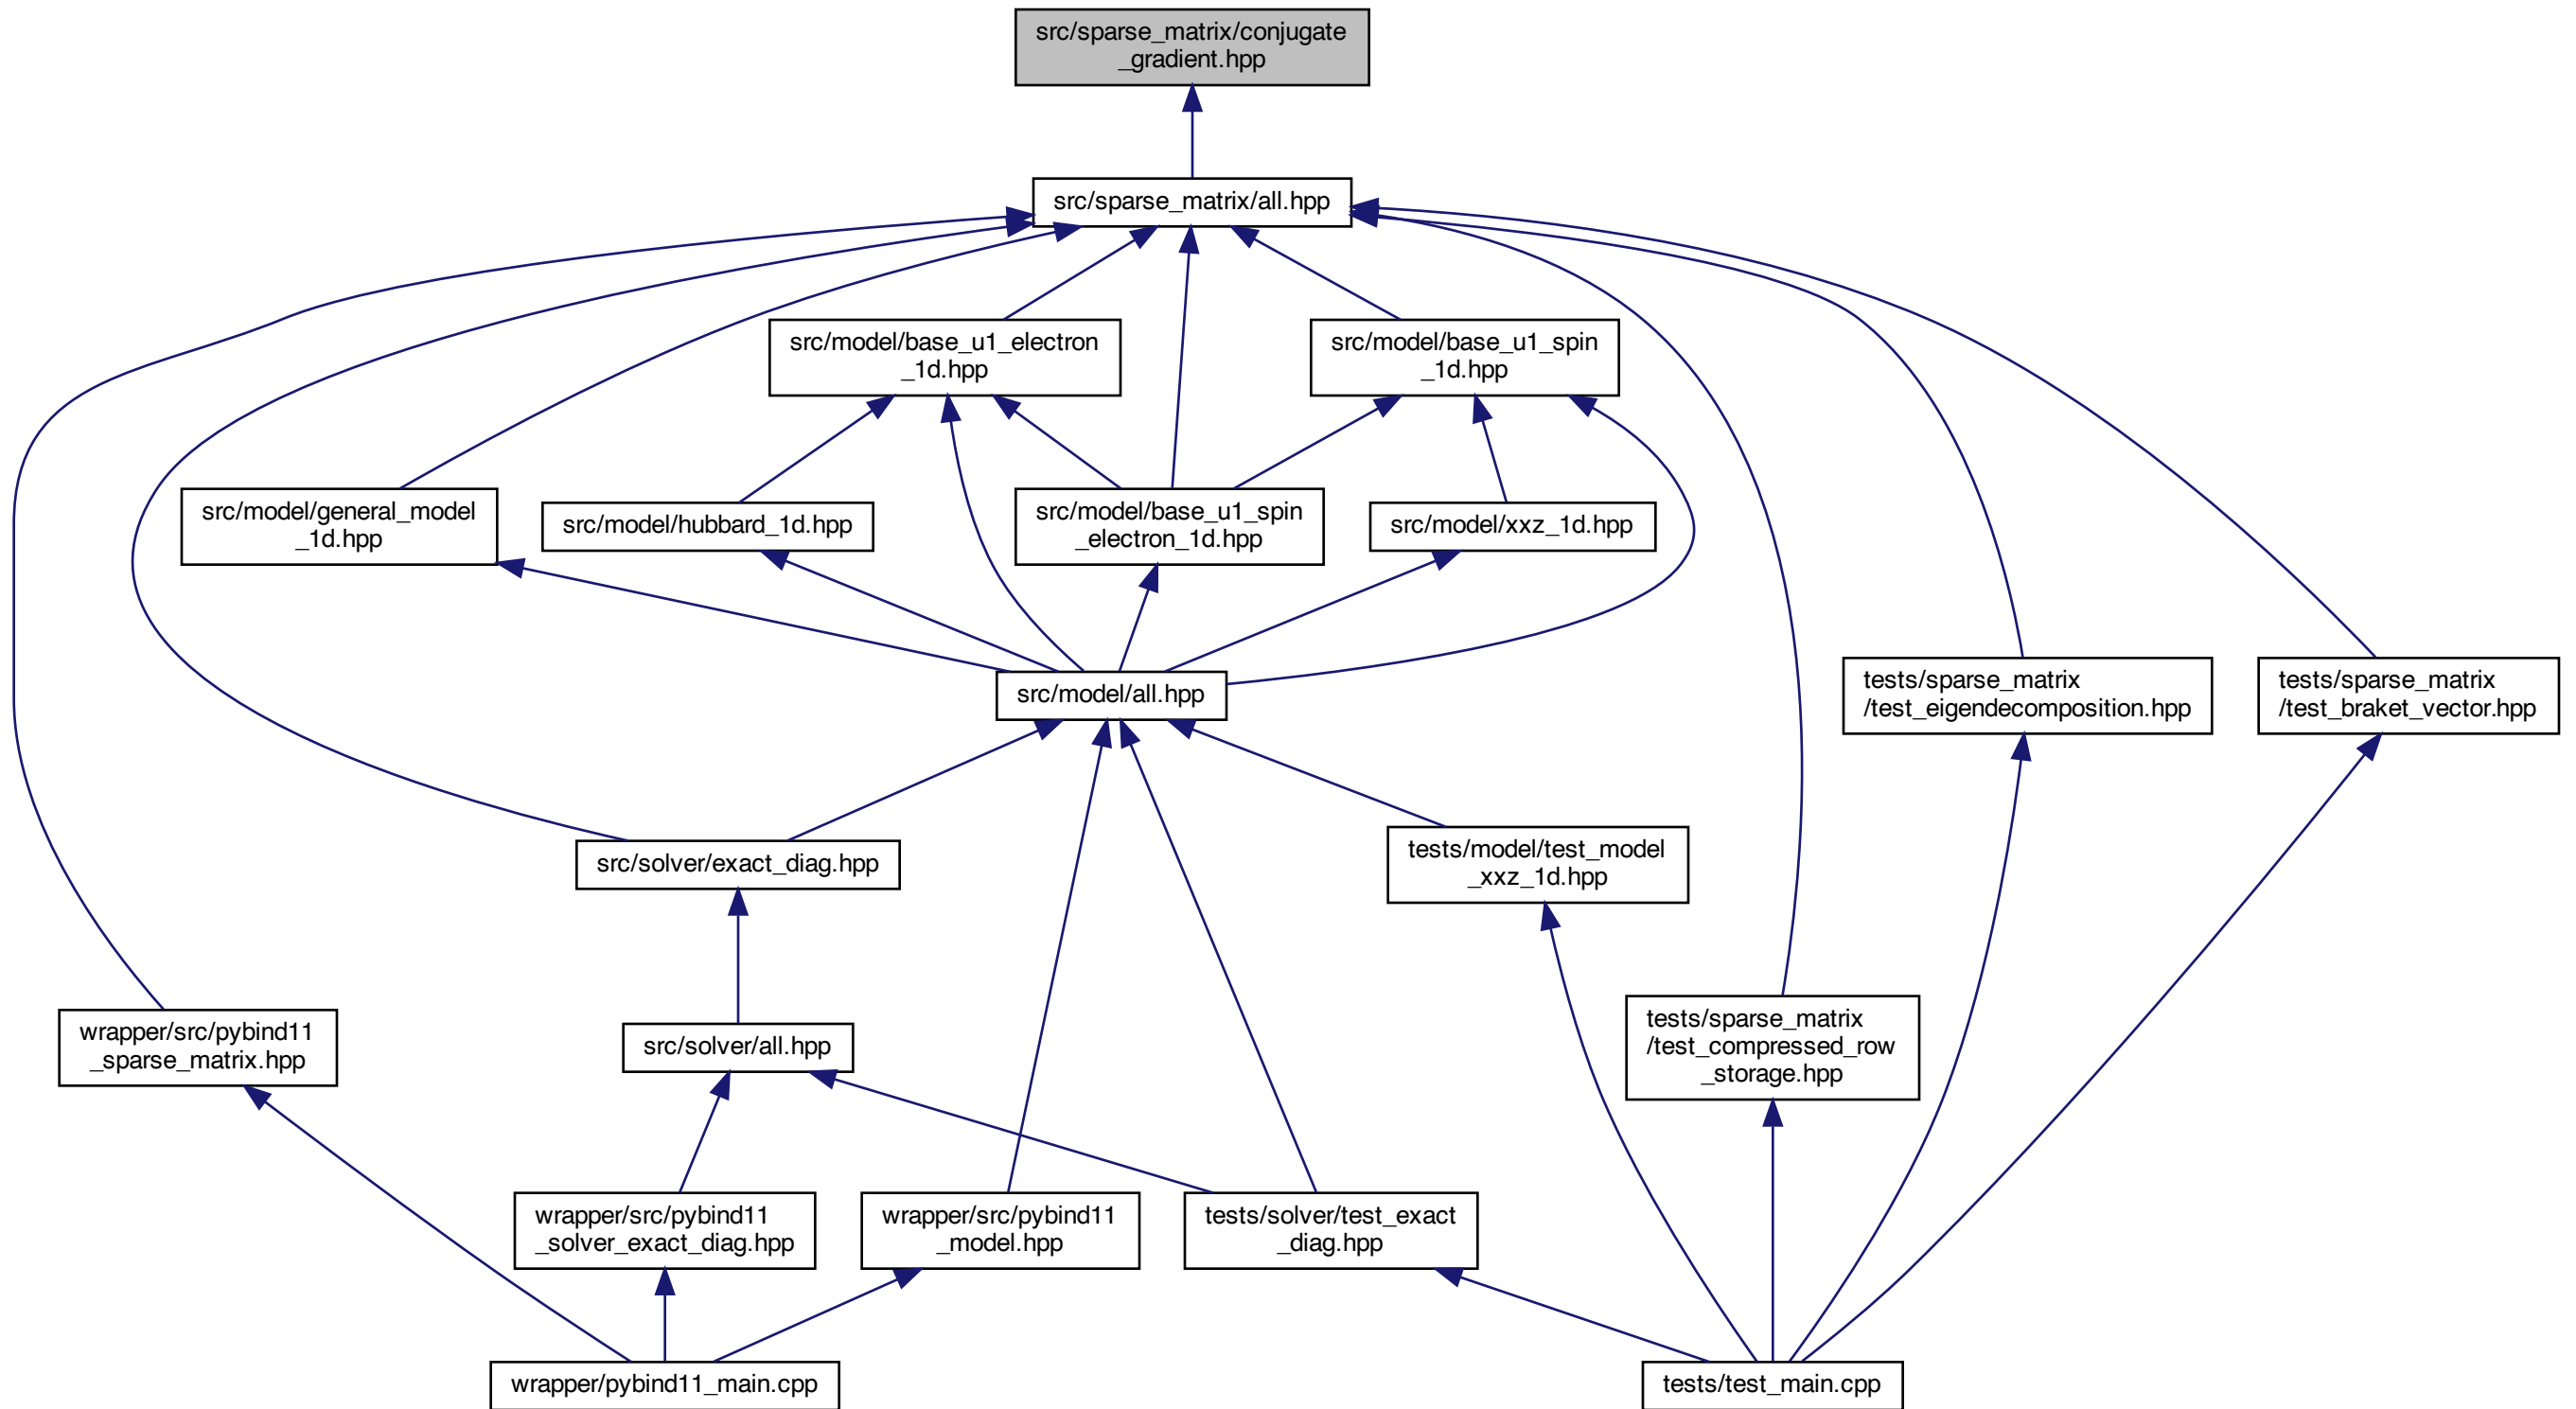 src/sparse_matrix/conjugate
_gradient.hpp
src/sparse_matrix/all.hpp
src/model/base_u1_electron
_1d.hpp
src/model/base_u1_spin
_1d.hpp
src/model/general_model
_1d.hpp
src/model/hubbard_1d.hpp
src/model/base_u1_spin
_electron_1d.hpp
src/model/xxz_1d.hpp
src/model/all.hpp
tests/sparse_matrix
/test_eigendecomposition.hpp
tests/sparse_matrix
/test_braket_vector.hpp
src/solver/exact_diag.hpp
tests/model/test_model
_xxz_1d.hpp
wrapper/src/pybind11
_sparse_matrix.hpp
src/solver/all.hpp
tests/sparse_matrix
/test_compressed_row
_storage.hpp
wrapper/src/pybind11
_solver_exact_diag.hpp
wrapper/src/pybind11
_model.hpp
tests/solver/test_exact
_diag.hpp
wrapper/pybind11_main.cpp
tests/test_main.cpp